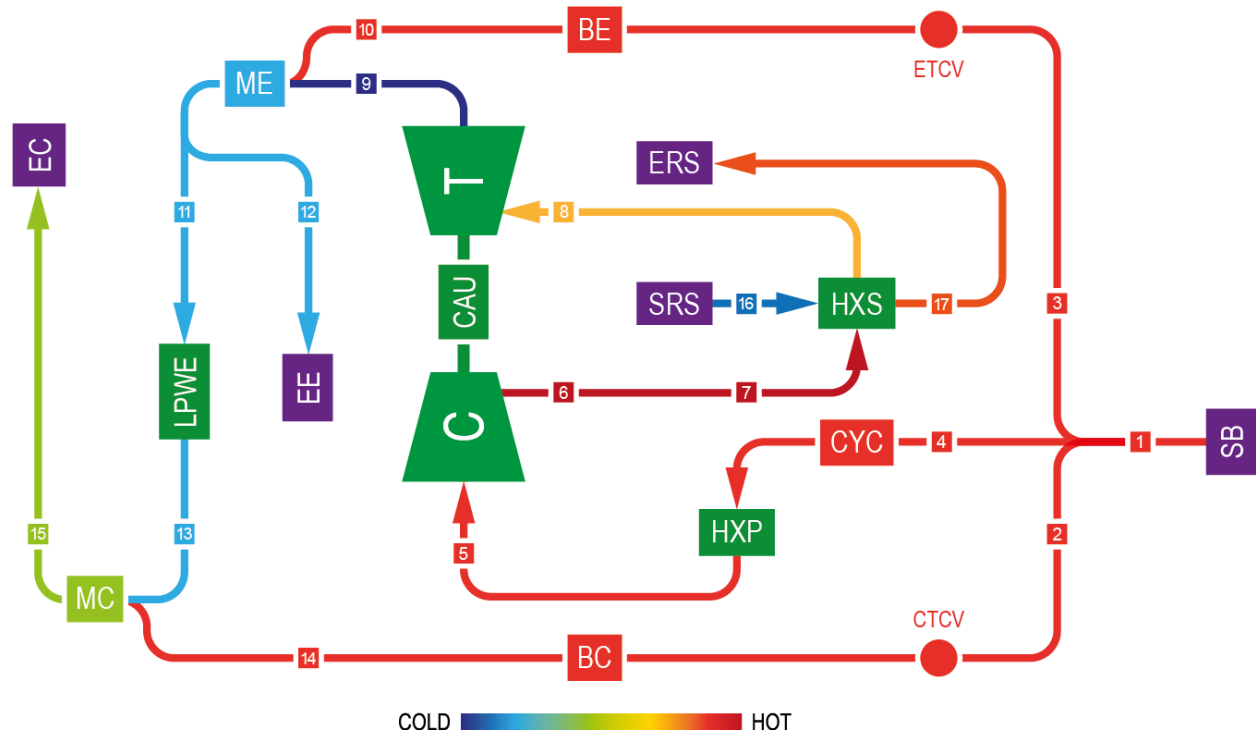 10
BE
ETCV
ME
9
EC
T
ERS
11
12
8
CAU
SRS
16
HXS
17
3
LPWE
EE
6
7
C
CYC
4
1
SB
15
13
5
HXP
2
MC
CTCV
14
BC
COLD
HOT